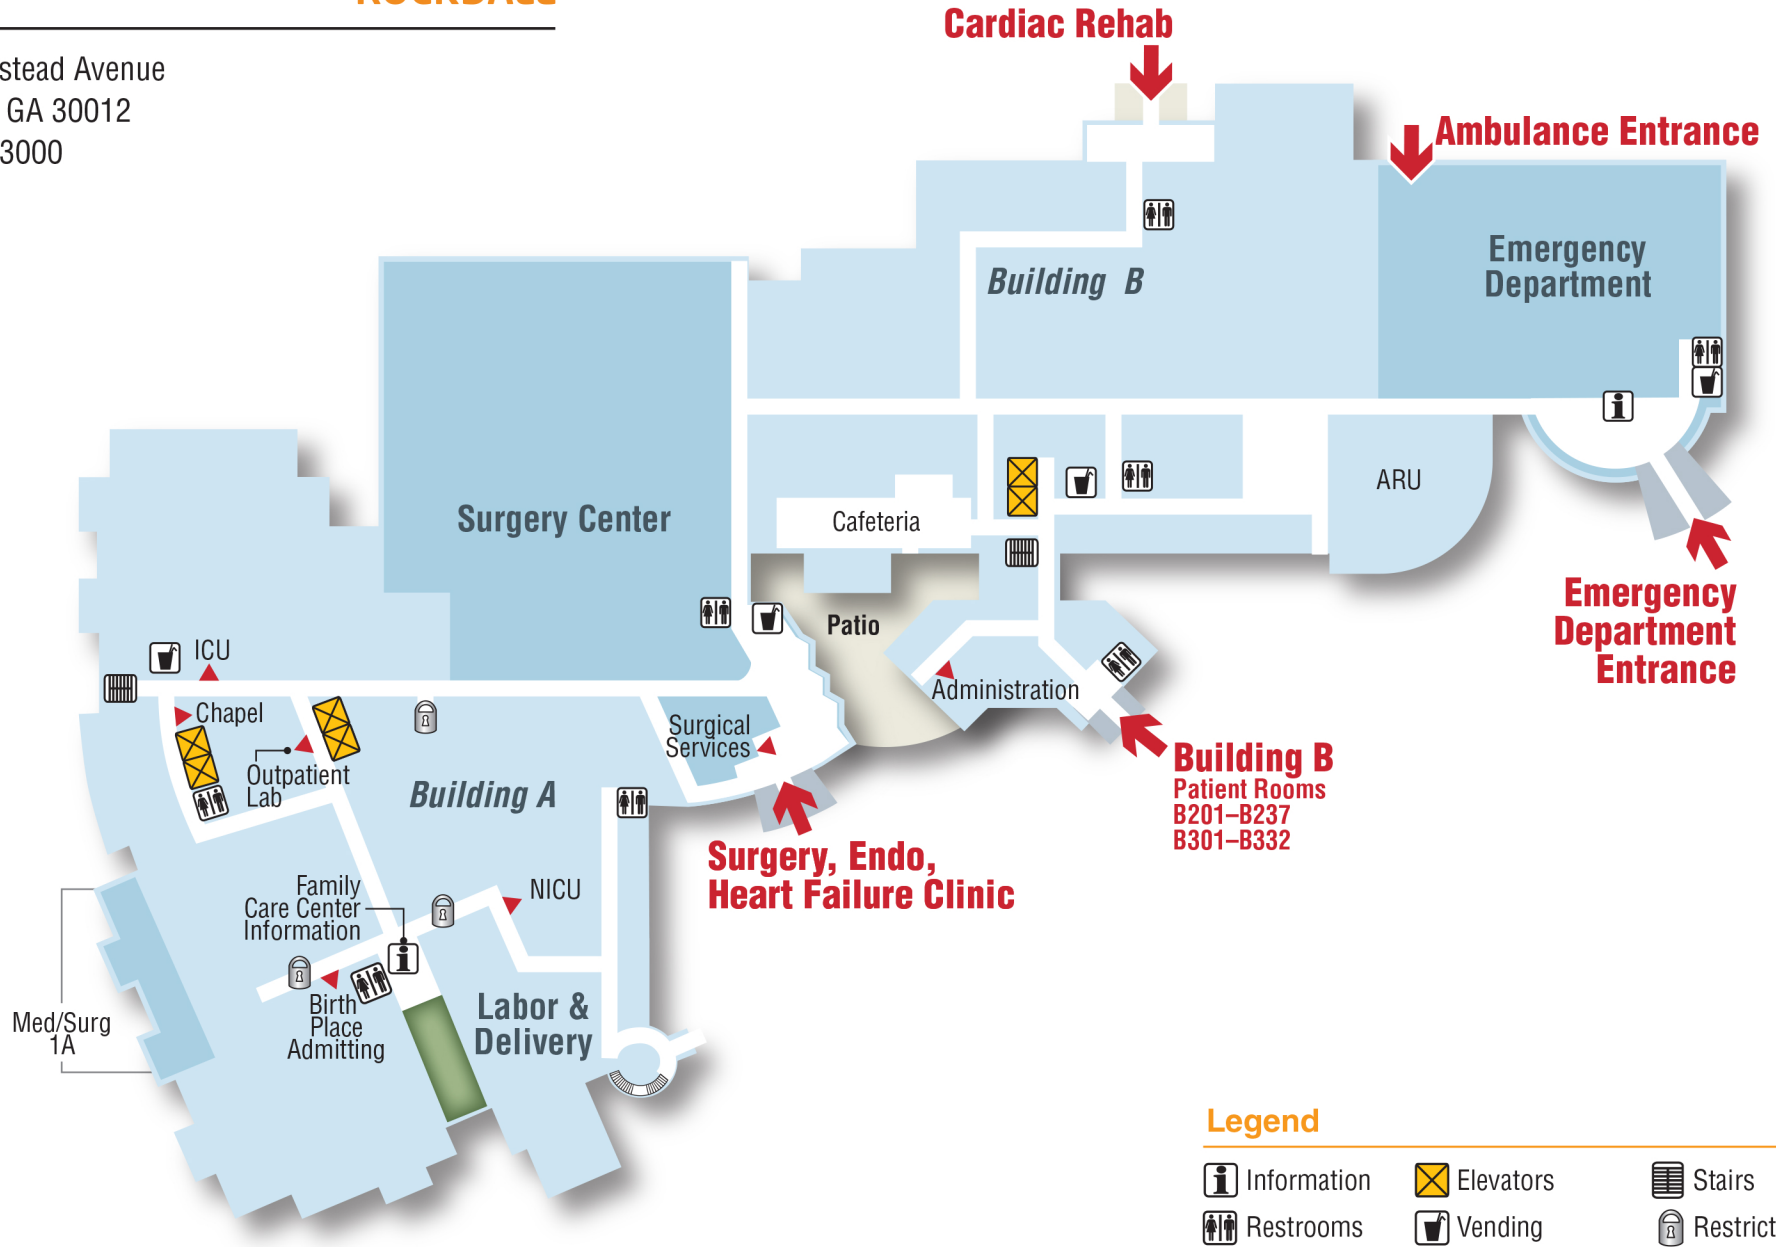 ROCKDALE
stead Avenue
GA 30012
3000
Cardiac Rehab
Ambulance Entrance
Emergency
Department
Building B
Surgery Center
Cafeteria
ARU
Patio
Emergency
Department
Entrance
ICU
Chapel
Administration
Surgical
Services
Outpatient
Lab
Building A
Building B
Patient Rooms
B201–B237
B301–B332
Surgery, Endo,
Heart Failure Clinic
Family
Care Center
Information
NICU
Birth
Place
Admitting
Labor &
Delivery
Med/Surg
1A
Legend
Information
Elevators
Stairs
Restrooms
Vending
Restrict